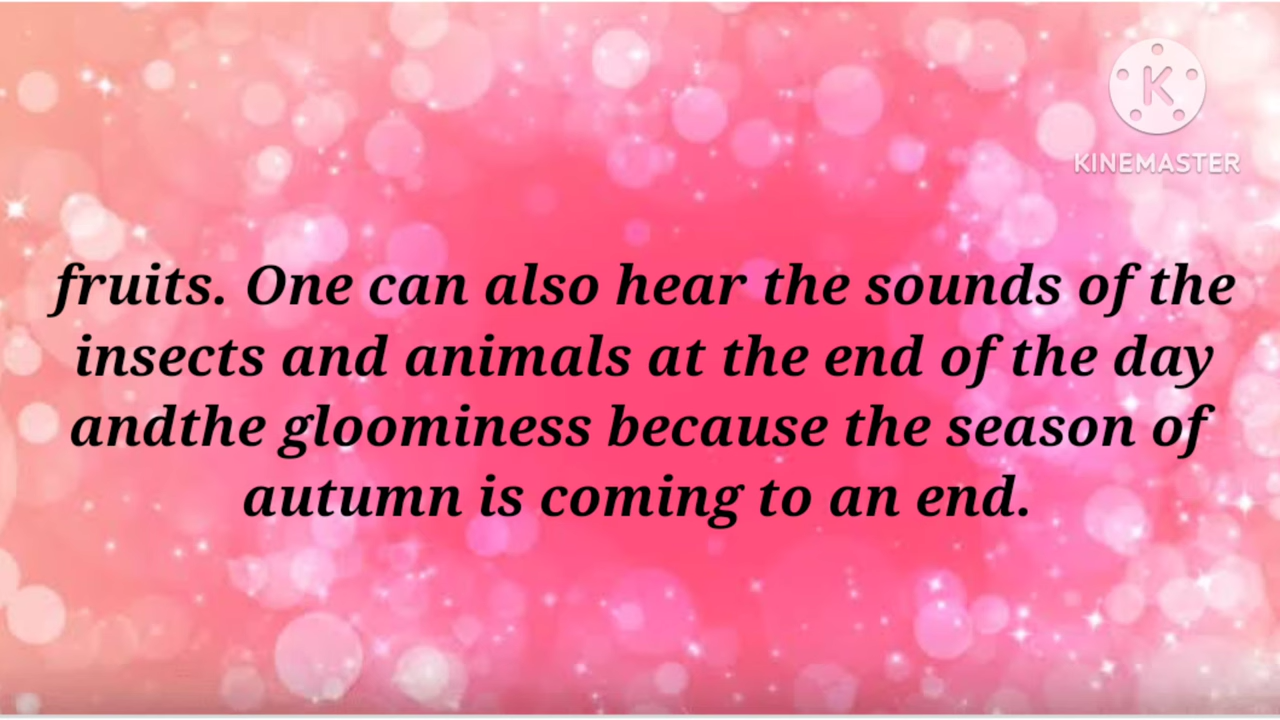 K
KINEMASTER
fruits. One can also hear the sounds of the
insects and animals at the end of the day
andthe gloominess because the season of
autumn is coming to an end.